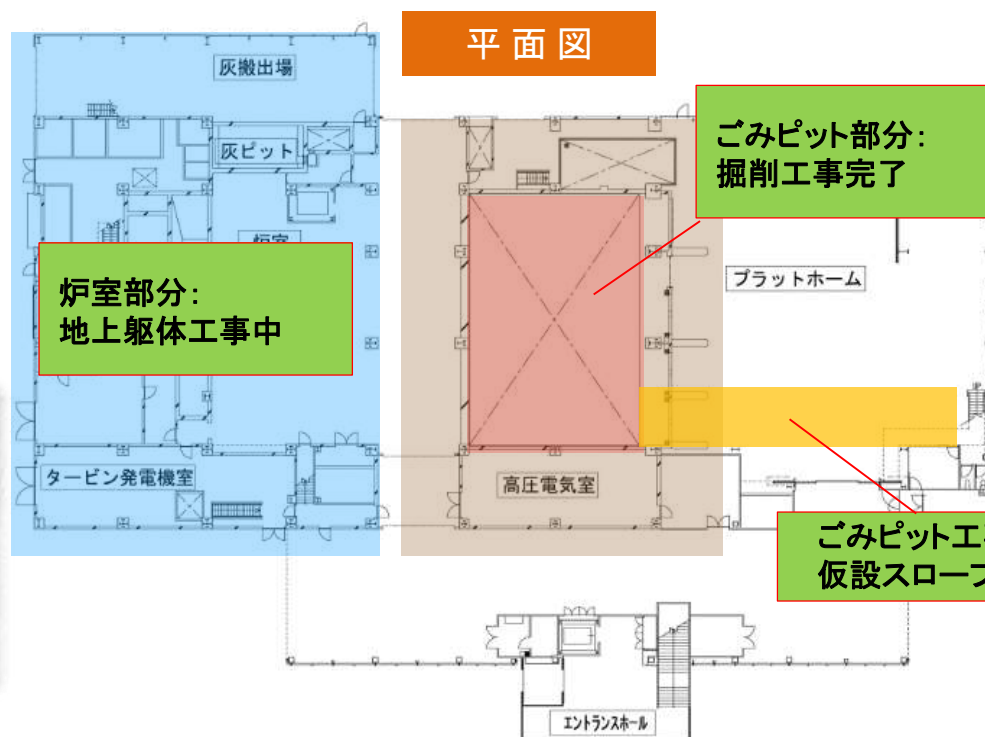 平面図
灰搬出場
ごみピット部分:
掘削工事完了
灰ピット
炉室部分:
地上躯体工事中
プラットホーム
タービン発電機室
高圧電気室
ごみピット工
仮設スロープ
エントランスホール